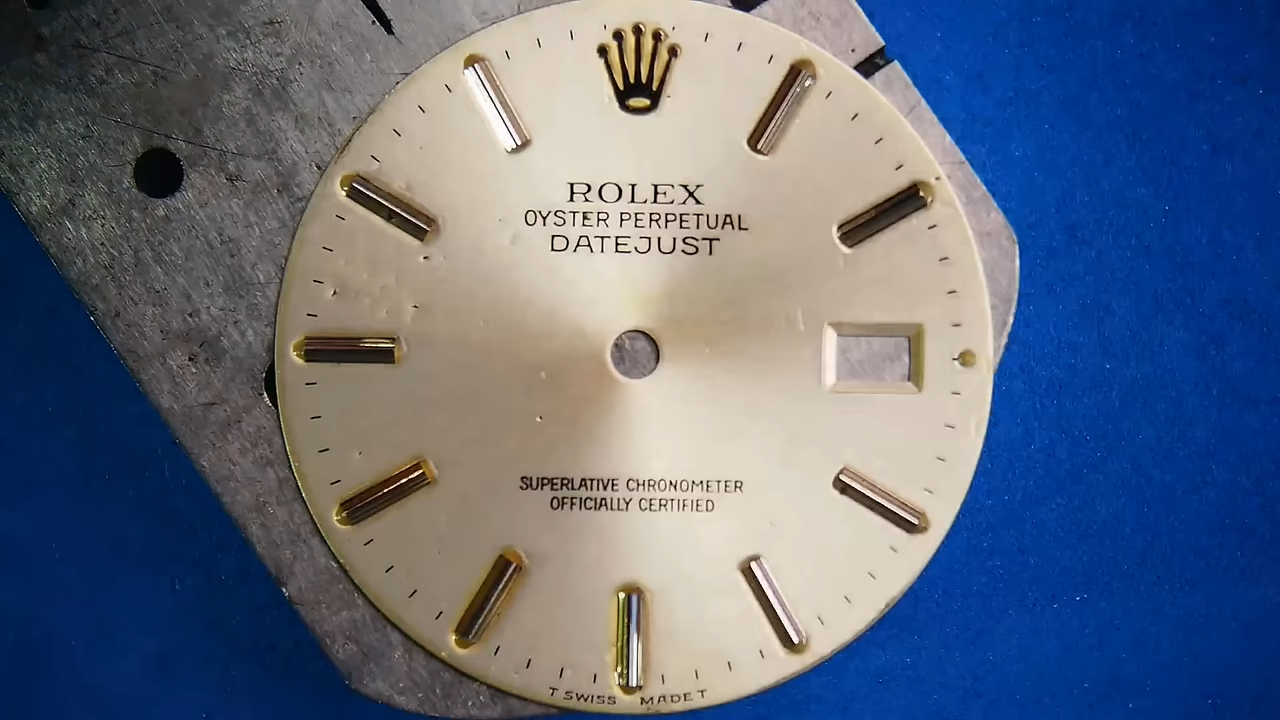 ROLEX
OYSTER PERPETUAL
DATEJUST
SUPERLATIVE CHRONOMETER
OFFICIALLY CERTIFIED
T SWISS MADE T